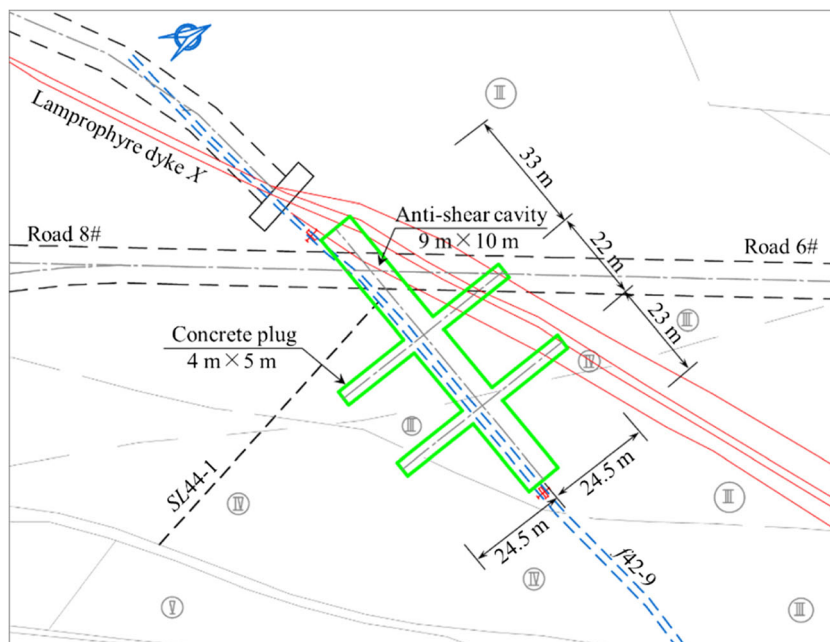 Ⅲ
Lamprophyre dyke X
33 m
Anti-shear cavity
9 m×10 m
Road 8#
Road 6#
22 m
23 m
Ⅲ
Concrete plug
4 m×5 m
Ⅳ
Ⅲ
SL44-1
24.5 m
Ⅳ
Ⅲ
24.5 m
f42-9
Ⅳ
Ⅴ
Ⅲ